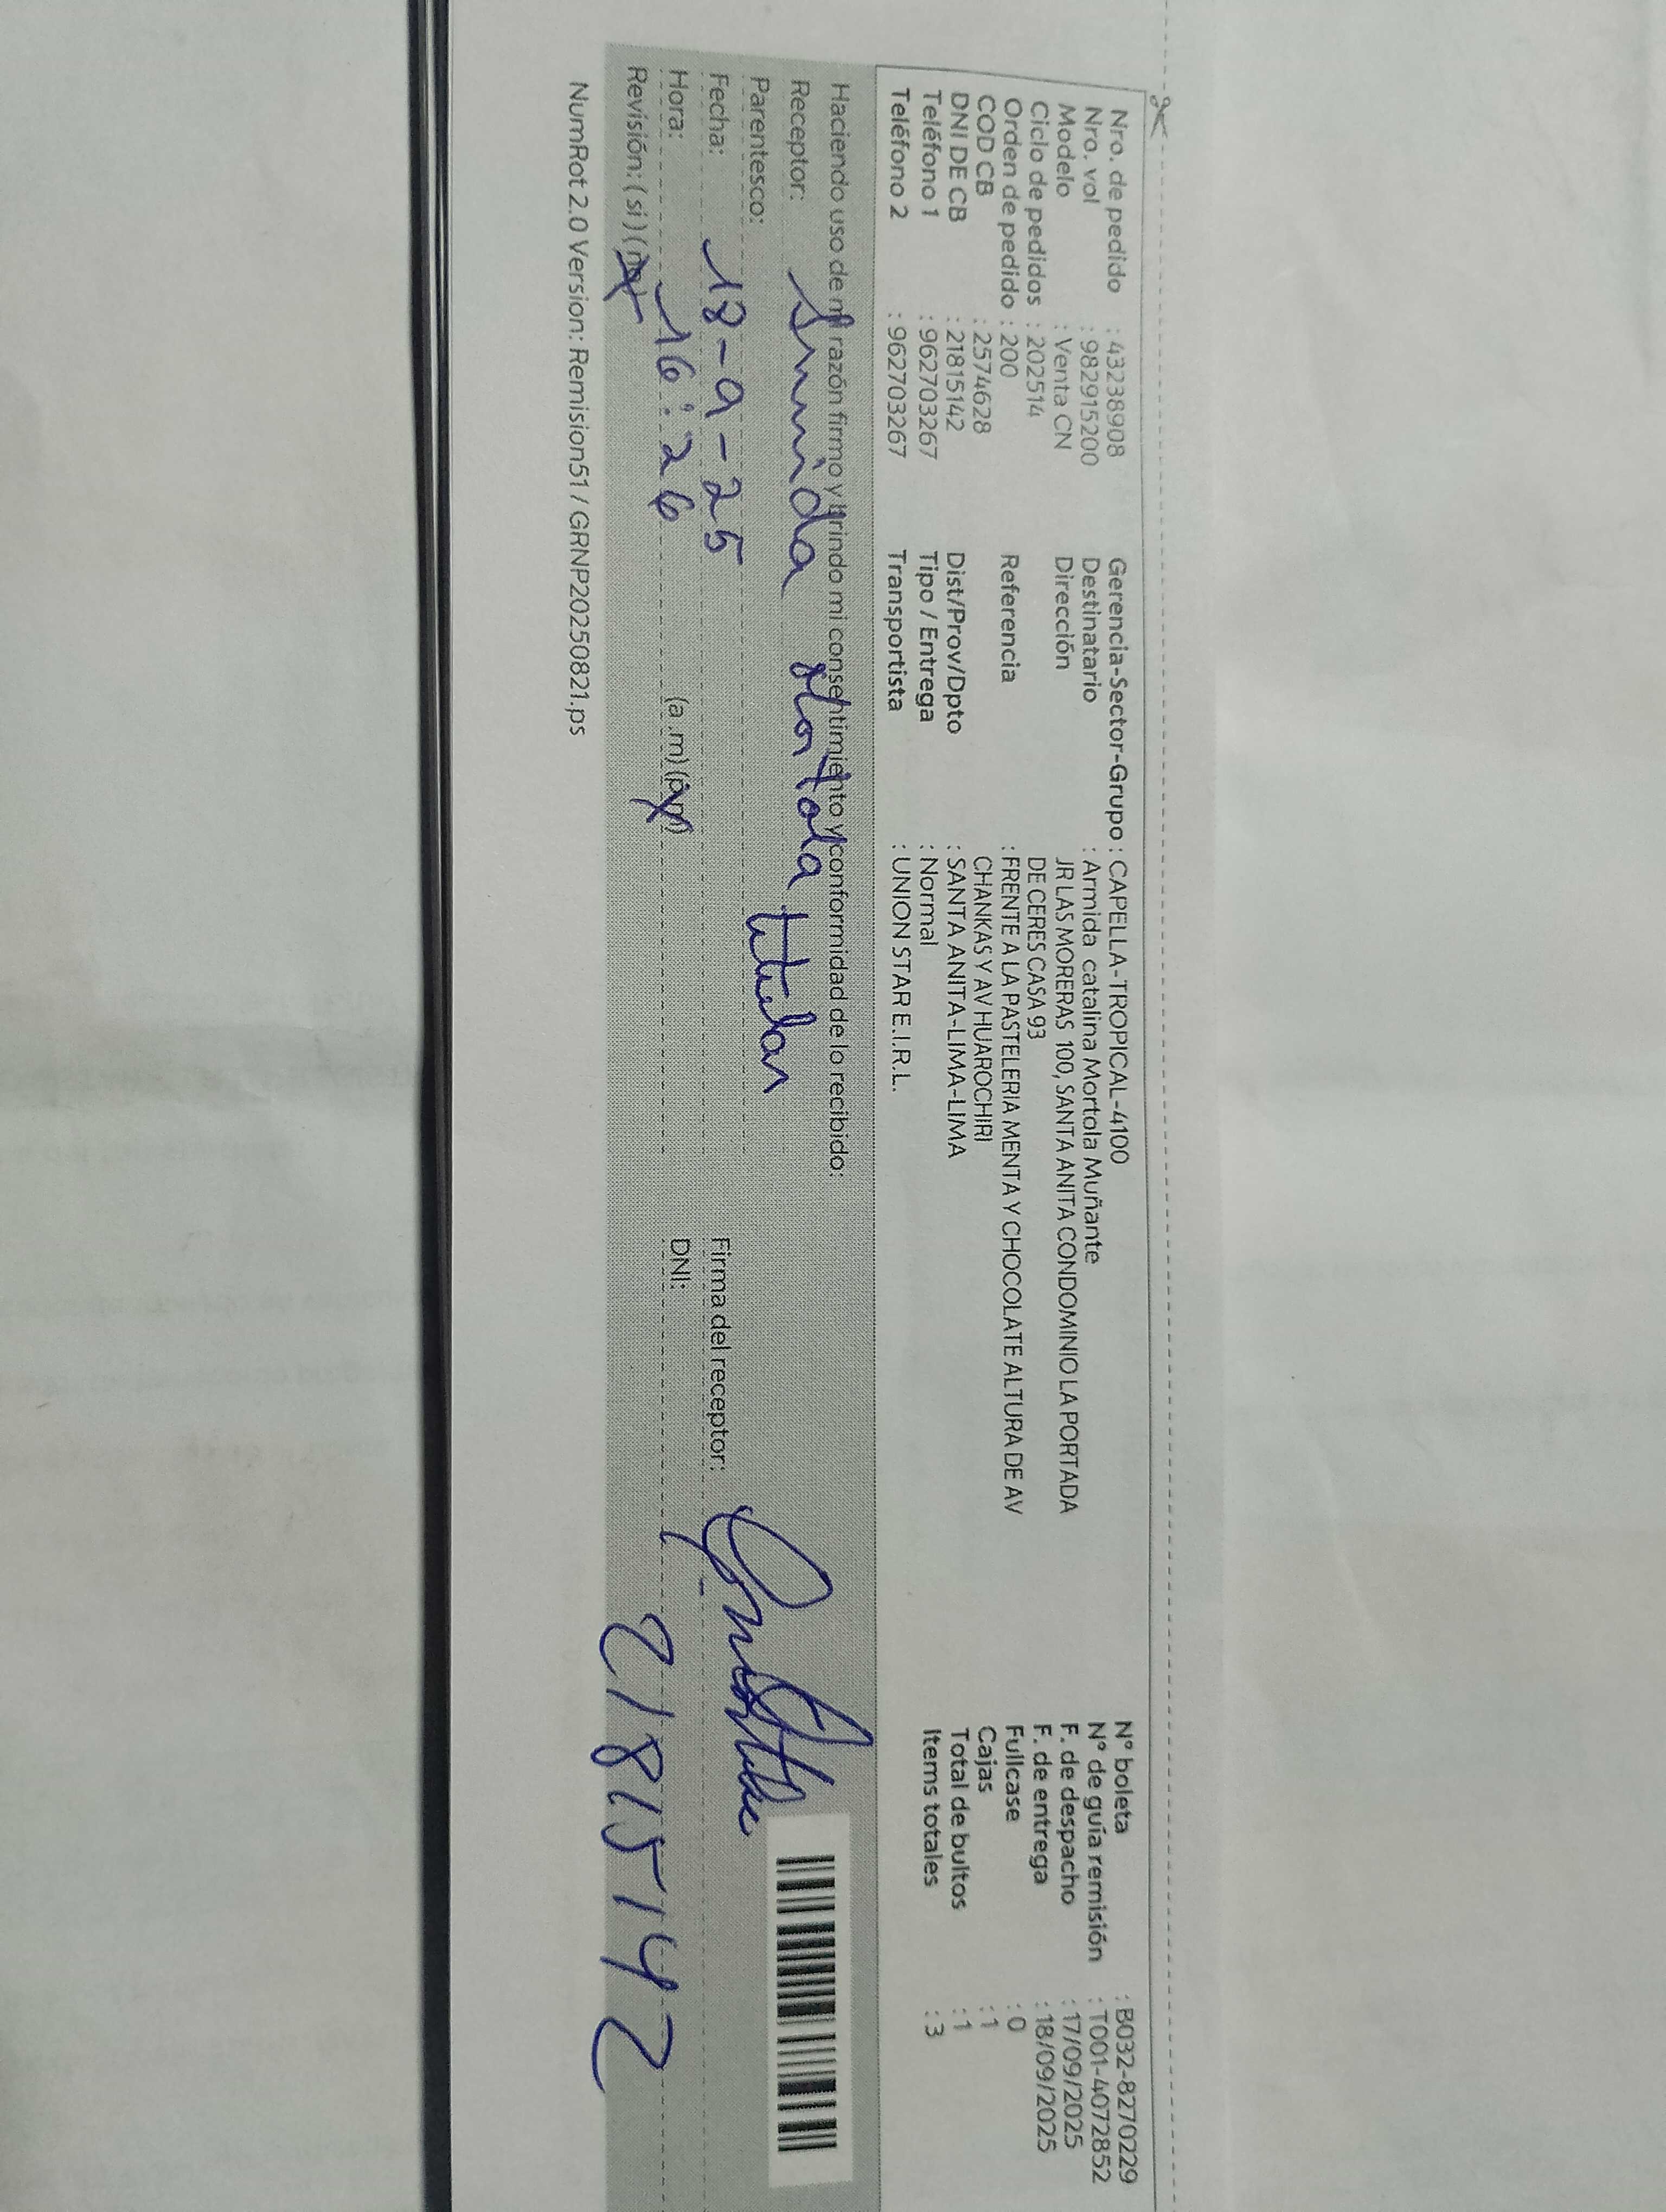 Nro. de pedido : 43238908 Gerencia-Sector-Grupo : CAPELLA-TROPICAL-4100 N° boleta : B032-8270229
Nro. vol : 982915200 Destinatario : Armida catalina Mortola Muñante N° de guía remisión : T001-4072852
Modelo : Venta CN Dirección JR LAS MORERAS 100, SANTA ANITA CONDOMINIO LA PORTADA F. de despacho : 17/09/2025
Ciclo de pedidos : 202514 DE CERES CASA 93 F. de entrega : 18/09/2025
Orden de pedido : 200 Referencia : FRENTE A LA PASTELERIA MENTA Y CHOCOLATE ALTURA DE AV Fullcase : 0
COD CB : 2574628 CHANKAS Y AV HUAROCHIRI Cajas : 1
DNI DE CB : 21815142 Dist/Prov/Dpto : SANTA ANITA-LIMA-LIMA Total de bultos : 1
Teléfono 1 : 962703267 Tipo / Entrega : Normal Items totales : 3
Teléfono 2 : 962703267 Transportista : UNION STAR E.I.R.L.
Haciendo uso de mi razón firmo y brindo mi consentimiento y conformidad de lo recibido:
Receptor: Armida Mortola
Parentesco: titular
Fecha: 18-9-25 Firma del receptor:
Hora: 16:26 (a.m) (p.m) DNI: 21815142
Revisión: ( si ) ( no )
NumRot 2.0 Version: Remision51 / GRNP20250821.ps